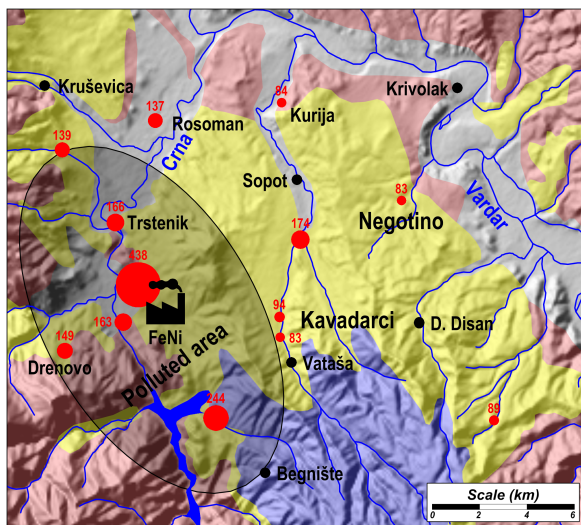 Kruševica
137
Rosoman
84
Kurija
Krivolak
139
Crna
Sopot
83
Negotino
Vardar
166
Trstenik
174
438
FeNi
163
94
Kavadarci
83
D. Disan
149
Drenovo
Polluted area
Vataša
244
89
Begnište
Scale (km)
0 2 4 6